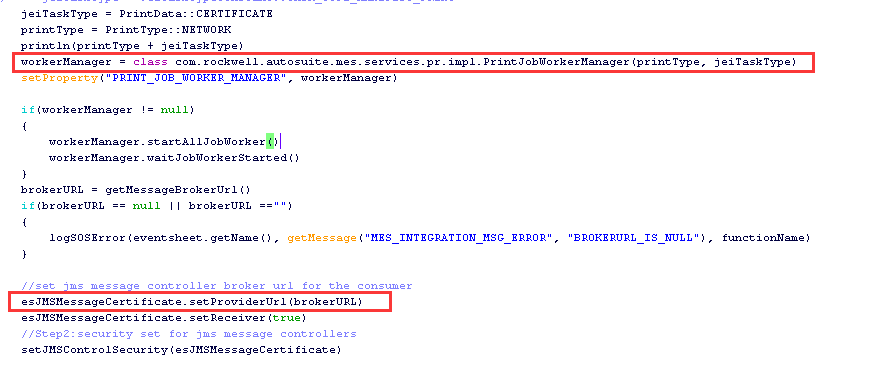 jeiTaskType = PrintData::CERTIFICATE
printType = PrintType::NETWORK
println(printType + jeiTaskType)
workerManager = class com.rockwell.autosuite.mes.services.pr.impl.PrintJobWorkerManager(printType, jeiTaskType)
setProperty("PRINT_JOB_WORKER_MANAGER", workerManager)
if(workerManager != null)
{
workerManager.startAllJobWorker()
workerManager.waitJobWorkerStarted()
}
brokerURL = getMessageBrokerUrl()
if(brokerURL == null || brokerURL =="")
{
logSOSError(eventsheet.getName(), getMessage("MES_INTEGRATION_MSG_ERROR", "BROKERURL_IS_NULL"), functionName)
}
//set jms message controller broker url for the consumer
esJMSMessageCertificate.setProviderUrl(brokerURL)
esJMSMessageCertificate.setReceiver(true)
//Step2:security set for jms message controllers
setJMSControlSecurity(esJMSMessageCertificate)